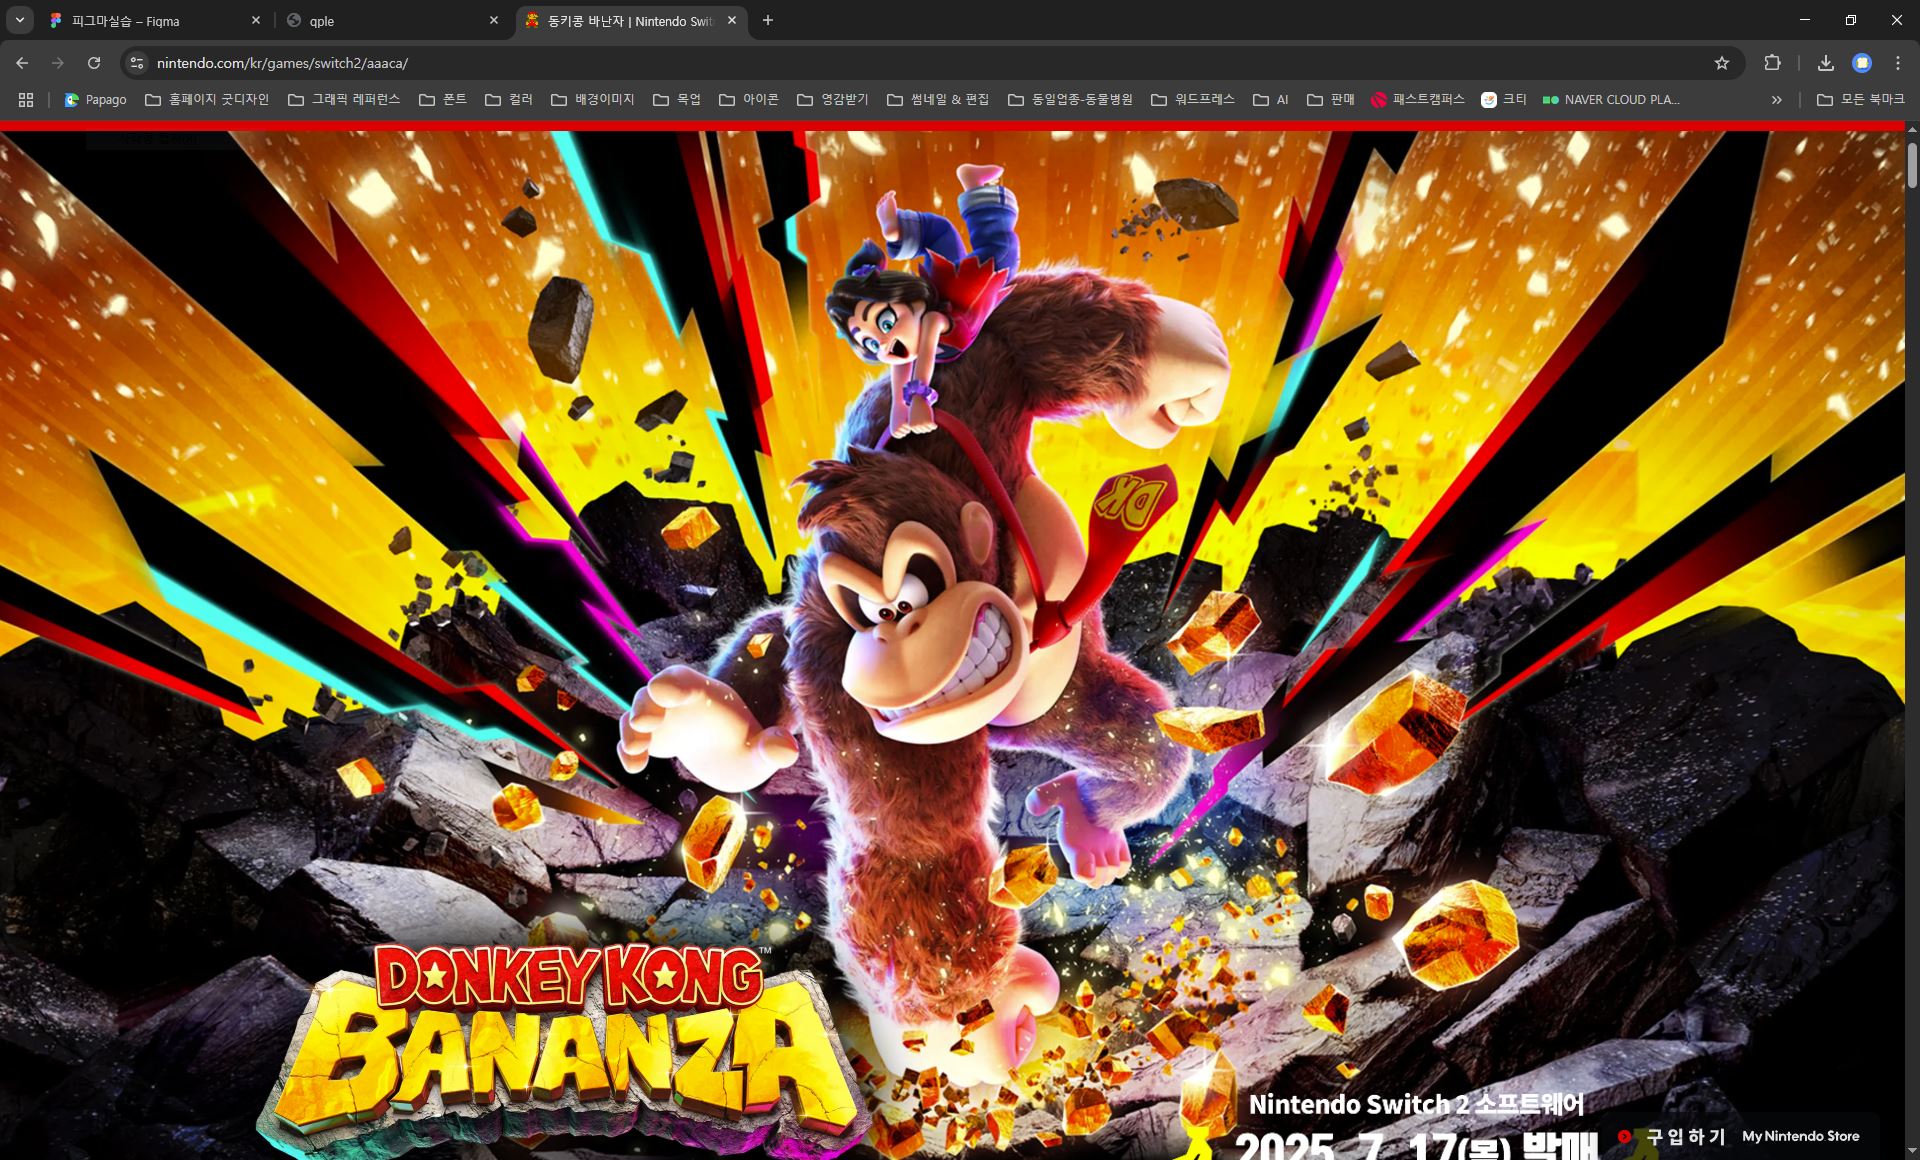 피그마실습 – Figma
qple
동키콩 바난자 | Nintendo Swit
nintendo.com/kr/games/switch2/aaaca/
Papago
홈페이지 굿디자인
그래픽 레퍼런스
폰트
컬러
배경이미지
목업
아이콘
영감받기
썸네일 & 편집
동일업종-동물병원
워드프레스
AI
판매
패스트캠퍼스
크티
NAVER CLOUD PLA...
모든 북마크
DK
DONKEY KONG™
BANANZA
Nintendo Switch 2 소프트웨어
2025. 7. 17(목) 발매
구입하기 My Nintendo Store